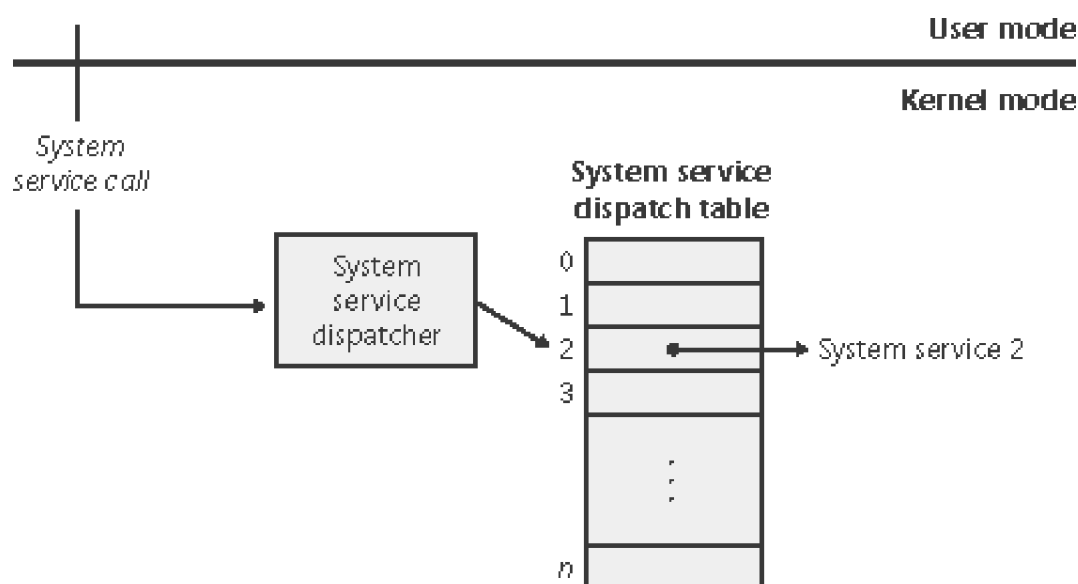 User mode
Kernel mode
System
service call
System service
dispatch table
System
service
dispatcher
0
1
2
3
⋮
n
System service 2